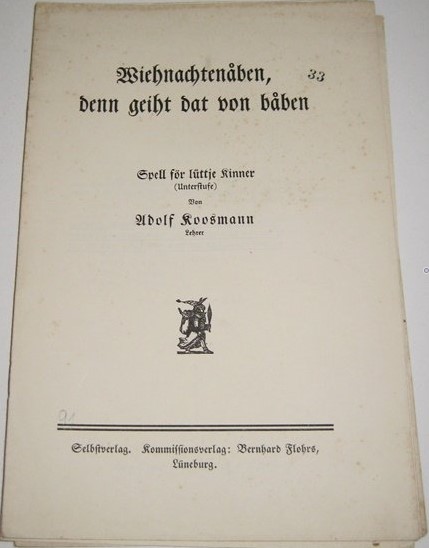 Wiehnachtenåben,
33
denn geiht dat von båben
Spell för lüttje Kinner
(Unterstufe)
Von
Adolf Koosmann
Lehrer
91
Selbstverlag. Kommissionsverlag: Bernhard Flohrs,
Lüneburg.